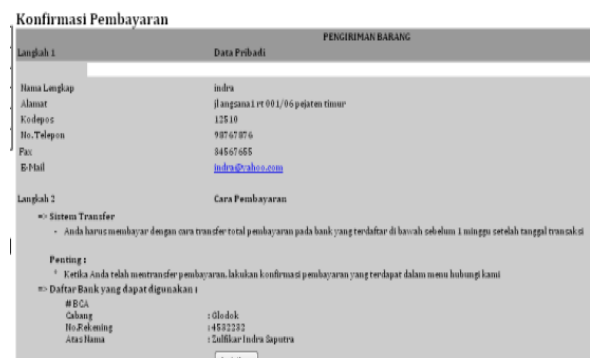 Konfirmasi Pembayaran
PENGIRIMAN BARANG
Langkah 1 Data Pribadi
Nama Lengkap indra
Alamat jl angsana1 rt 001/06 pejaten timur
Kodepos 12510
No.Telepon 98767876
Fax 84567655
E-Mail indra@yahoo.com
Langkah 2 Cara Pembayaran
=> Sistem Transfer
- Anda harus membayar dengan cara transfer total pembayaran pada bank yang terdaftar di bawah sebelum 1 minggu setelah tanggal transaksi
Penting :
* Ketika Anda telah mentransfer pembayaran, lakukan konfirmasi pembayaran yang terdapat dalam menu hubungi kami
=> Daftar Bank yang dapat digunakan :
# BCA
Cabang : Glodok
No.Rekening : 4532232
Atas Nama : Zulfikar Indra Saputra